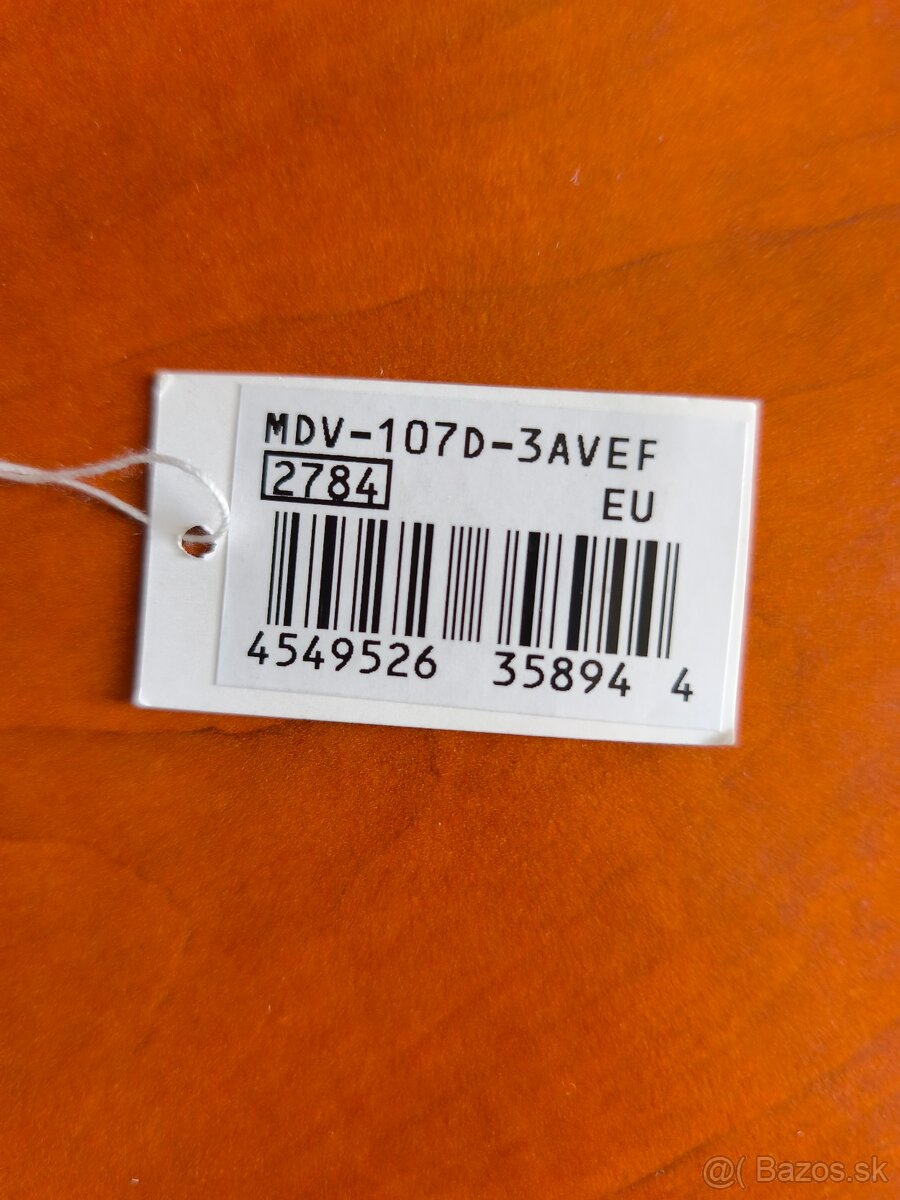 MDV-107D-3AVEF
2784
EU
4549526 35894 4
@( Bazos.sk